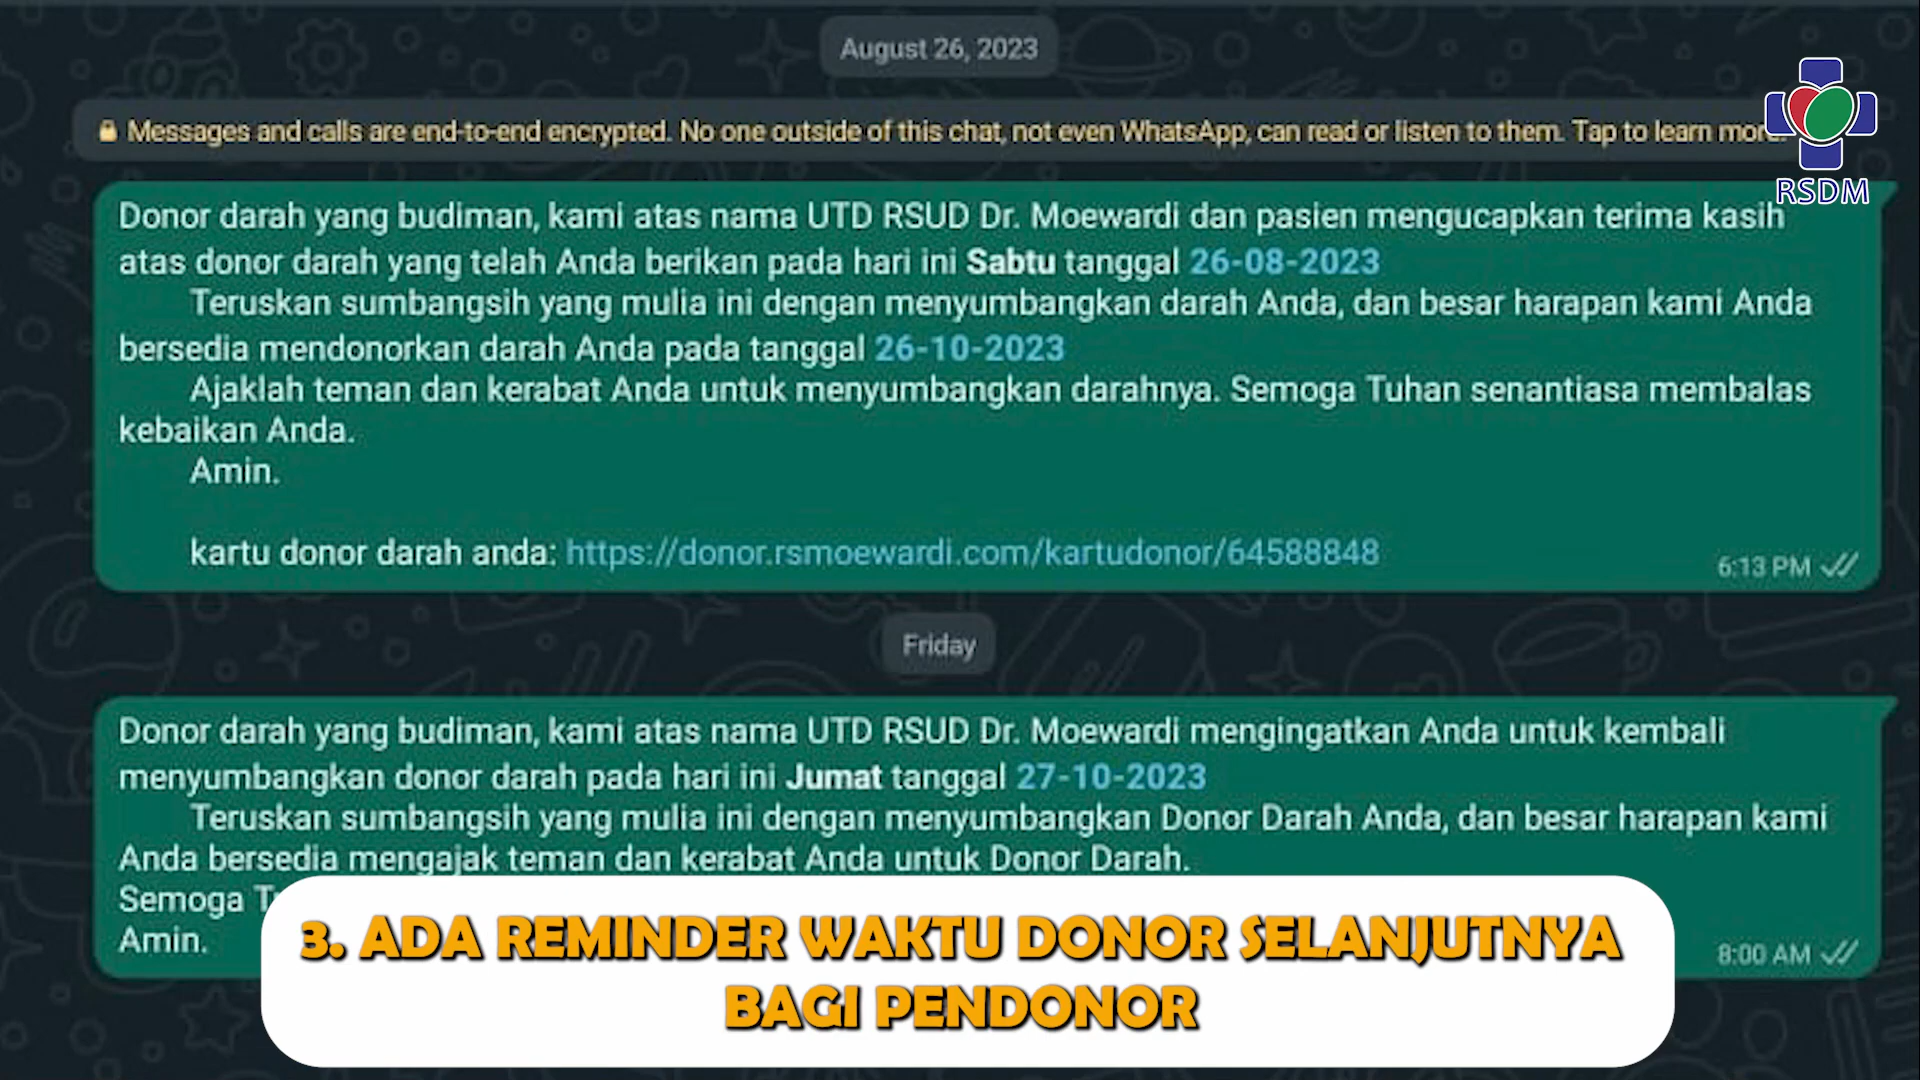 August 26, 2023
Messages and calls are end-to-end encrypted. No one outside of this chat, not even WhatsApp, can read or listen to them. Tap to learn more.
RSDM
Donor darah yang budiman, kami atas nama UTD RSUD Dr. Moewardi dan pasien mengucapkan terima kasih
atas donor darah yang telah Anda berikan pada hari ini Sabtu tanggal 26-08-2023
Teruskan sumbangsih yang mulia ini dengan menyumbangkan darah Anda, dan besar harapan kami Anda
bersedia mendonorkan darah Anda pada tanggal 26-10-2023
Ajaklah teman dan kerabat Anda untuk menyumbangkan darahnya. Semoga Tuhan senantiasa membalas
kebaikan Anda.
Amin.
kartu donor darah anda: https://donor.rsmoewardi.com/kartudonor/64588848
6:13 PM
Friday
Donor darah yang budiman, kami atas nama UTD RSUD Dr. Moewardi mengingatkan Anda untuk kembali
menyumbangkan donor darah pada hari ini Jumat tanggal 27-10-2023
Teruskan sumbangsih yang mulia ini dengan menyumbangkan Donor Darah Anda, dan besar harapan kami
Anda bersedia mengajak teman dan kerabat Anda untuk Donor Darah.
Semoga
Amin.
8:00 AM
3. ADA REMINDER WAKTU DONOR SELANJUTNYA
BAGI PENDONOR